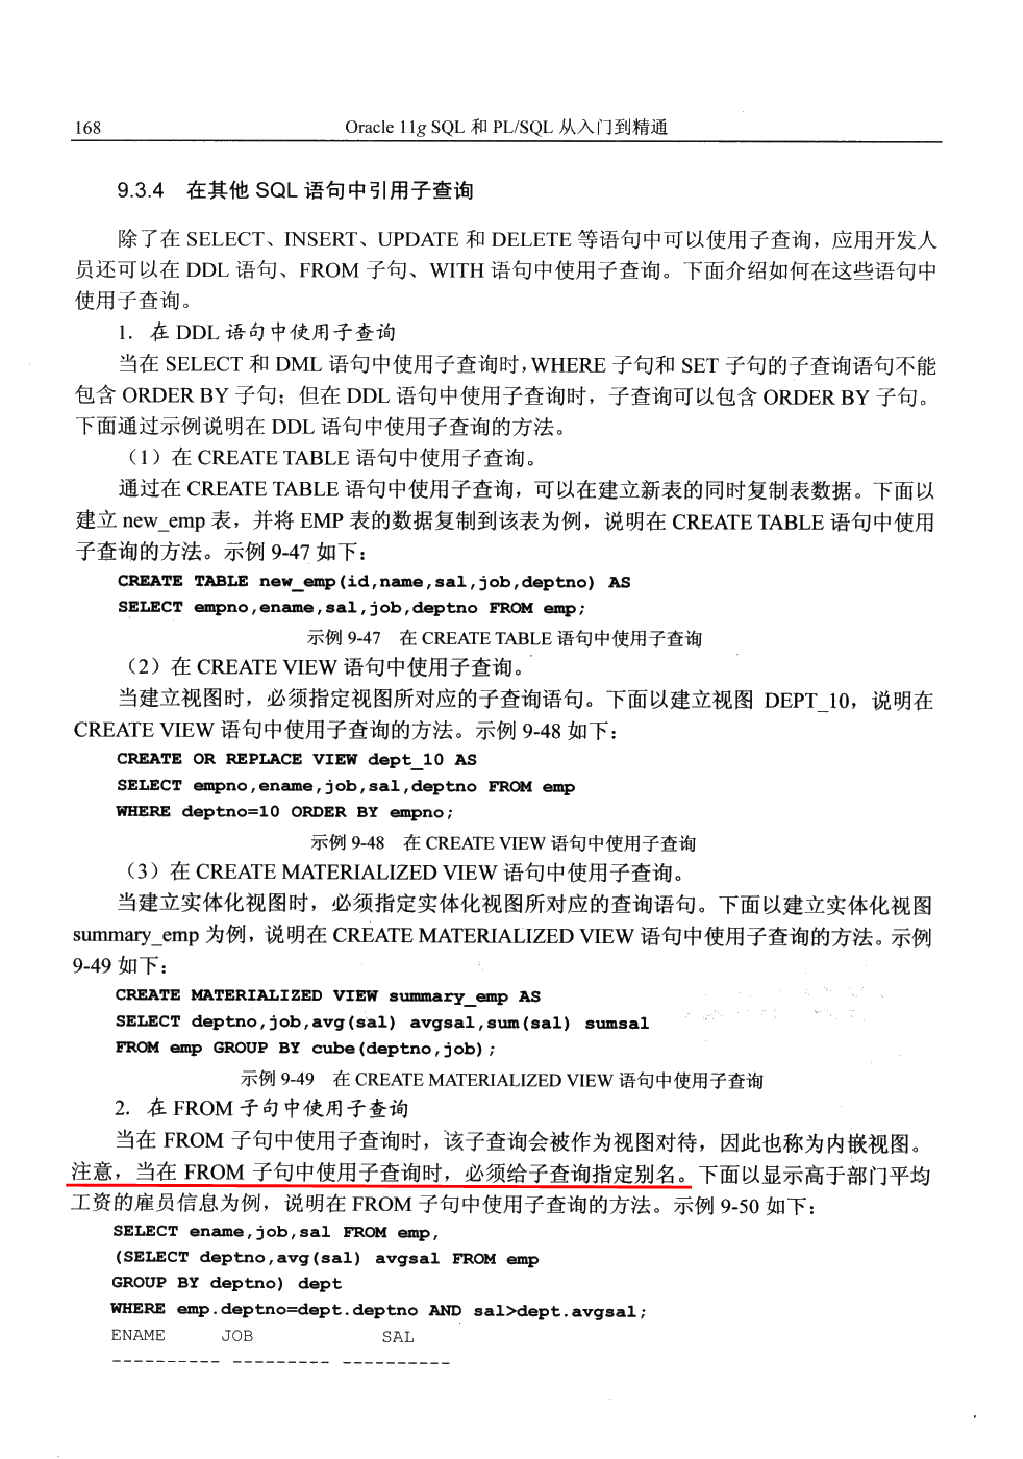 168 Oracle 11g SQL 和 PL/SQL 从入门到精通
9.3.4 在其他 SQL 语句中引用子查询
除了在 SELECT、INSERT、UPDATE 和 DELETE 等语句中可以使用子查询，应用开发人
员还可以在 DDL 语句、FROM 子句、WITH 语句中使用子查询。下面介绍如何在这些语句中
使用子查询。
1. 在 DDL 语句中使用子查询
当在 SELECT 和 DML 语句中使用子查询时，WHERE 子句和 SET 子句的子查询语句不能
包含 ORDER BY 子句；但在 DDL 语句中使用子查询时，子查询可以包含 ORDER BY 子句。
下面通过示例说明在 DDL 语句中使用子查询的方法。
（1）在 CREATE TABLE 语句中使用子查询。
通过在 CREATE TABLE 语句中使用子查询，可以在建立新表的同时复制表数据。下面以
建立 new_emp 表，并将 EMP 表的数据复制到该表为例，说明在 CREATE TABLE 语句中使用
子查询的方法。示例 9-47 如下：
CREATE TABLE new_emp(id,name,sal,job,deptno) AS
SELECT empno,ename,sal,job,deptno FROM emp;
示例 9-47 在 CREATE TABLE 语句中使用子查询
（2）在 CREATE VIEW 语句中使用子查询。
当建立视图时，必须指定视图所对应的子查询语句。下面以建立视图 DEPT_10，说明在
CREATE VIEW 语句中使用子查询的方法。示例 9-48 如下：
CREATE OR REPLACE VIEW dept_10 AS
SELECT empno,ename,job,sal,deptno FROM emp
WHERE deptno=10 ORDER BY empno;
示例 9-48 在 CREATE VIEW 语句中使用子查询
（3）在 CREATE MATERIALIZED VIEW 语句中使用子查询。
当建立实体化视图时，必须指定实体化视图所对应的查询语句。下面以建立实体化视图
summary_emp 为例，说明在 CREATE MATERIALIZED VIEW 语句中使用子查询的方法。示例
9-49 如下：
CREATE MATERIALIZED VIEW summary_emp AS
SELECT deptno,job,avg(sal) avgsal,sum(sal) sumsal
FROM emp GROUP BY cube(deptno,job);
示例 9-49 在 CREATE MATERIALIZED VIEW 语句中使用子查询
2. 在 FROM 子句中使用子查询
当在 FROM 子句中使用子查询时，该子查询会被作为视图对待，因此也称为内嵌视图。
注意，当在 FROM 子句中使用子查询时，必须给子查询指定别名。下面以显示高于部门平均
工资的雇员信息为例，说明在 FROM 子句中使用子查询的方法。示例 9-50 如下：
SELECT ename,job,sal FROM emp,
(SELECT deptno,avg(sal) avgsal FROM emp
GROUP BY deptno) dept
WHERE emp.deptno=dept.deptno AND sal>dept.avgsal;
ENAME JOB SAL
---------- --------- ----------